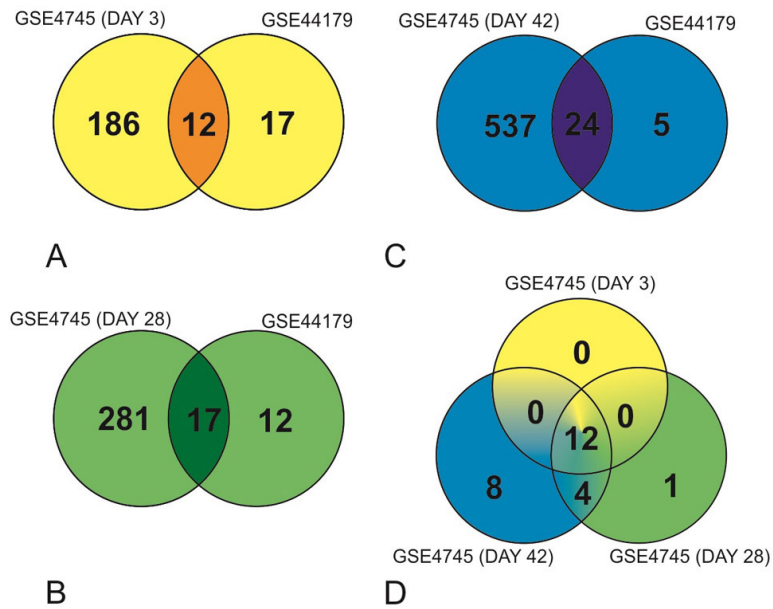 GSE4745 (DAY 3)
GSE44179
186
12
17
A
GSE4745 (DAY 42)
GSE44179
537
24
5
C
GSE4745 (DAY 28)
GSE44179
281
17
12
B
GSE4745 (DAY 3)
0
0
0
12
8
4
1
GSE4745 (DAY 42)
GSE4745 (DAY 28)
D